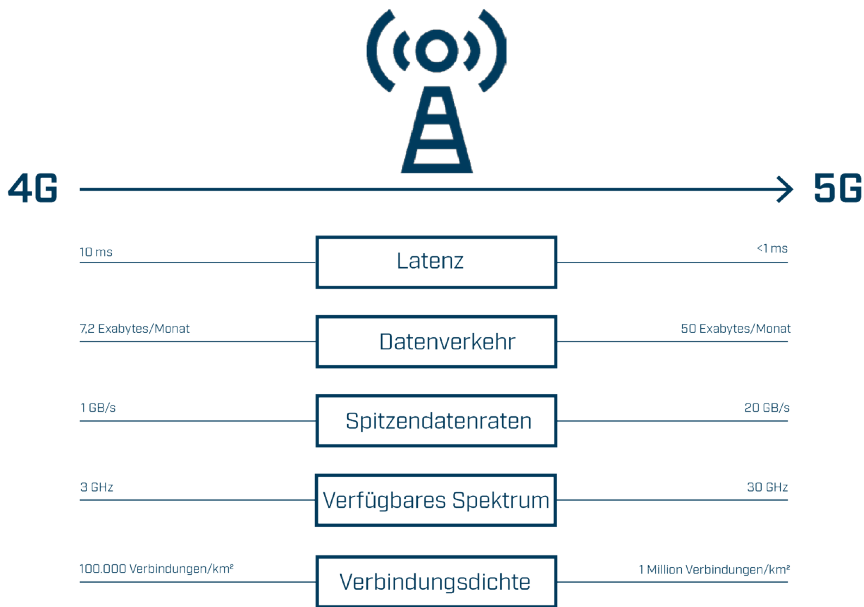 4G
5G
10 ms
Latenz
<1 ms
7,2 Exabytes/Monat
Datenverkehr
50 Exabytes/Monat
1 GB/s
Spitzendatenraten
20 GB/s
3 GHz
Verfügbares Spektrum
30 GHz
100.000 Verbindungen/km²
Verbindungsdichte
1 Million Verbindungen/km²